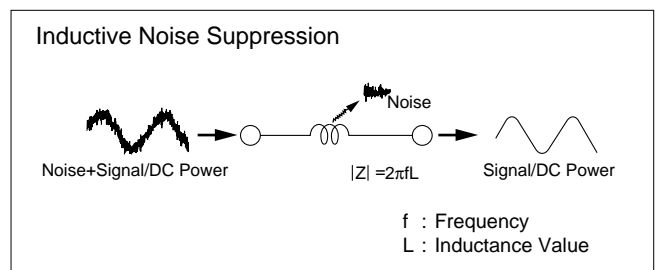 Inductive Noise Suppression
Noise
Noise+Signal/DC Power
|Z| =2πfL
Signal/DC Power
f : Frequency
L : Inductance Value